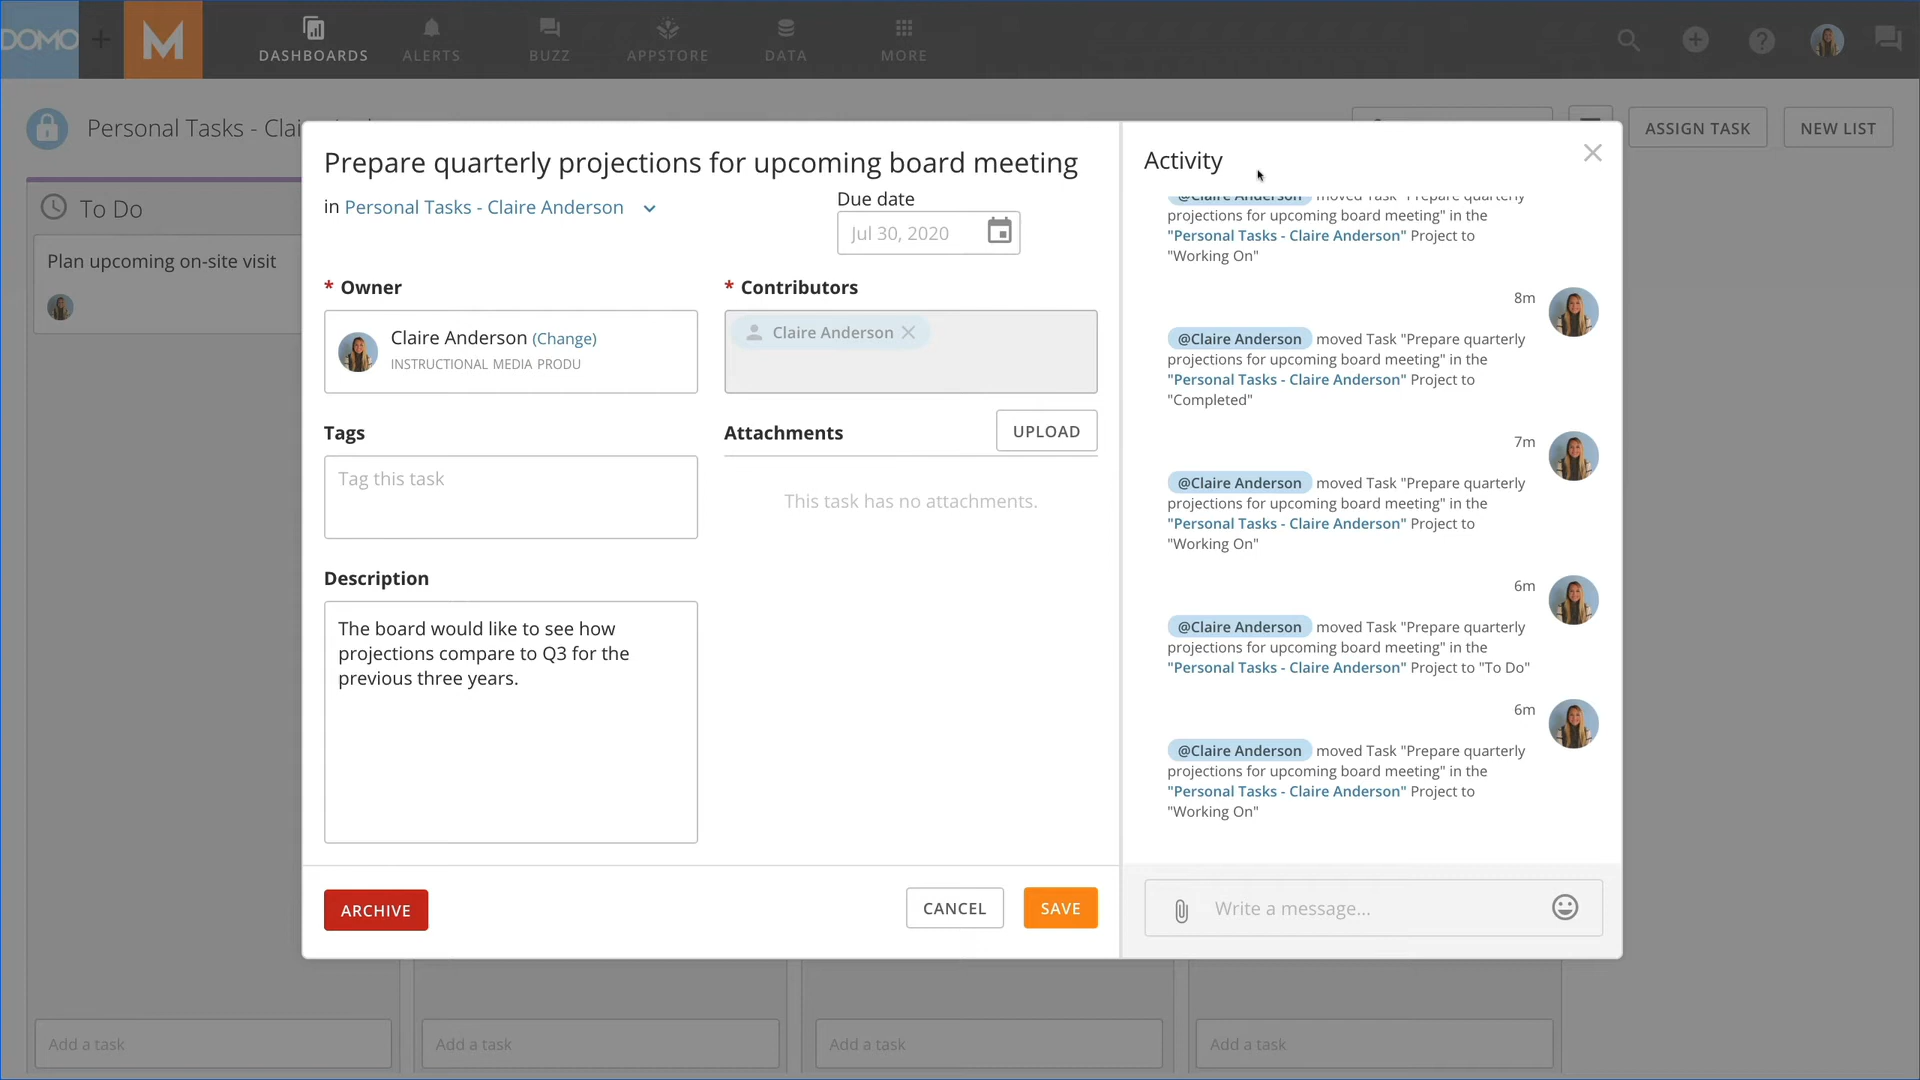 DOMO
M
DASHBOARDS
ALERTS
BUZZ
APPSTORE
DATA
MORE
Personal Tasks - Clai
ASSIGN TASK
NEW LIST
To Do
Plan upcoming on-site visit
Prepare quarterly projections for upcoming board meeting
in Personal Tasks - Claire Anderson
Due date
Jul 30, 2020
* Owner
Claire Anderson (Change)
INSTRUCTIONAL MEDIA PRODU
* Contributors
Claire Anderson
Tags
Tag this task
Attachments
UPLOAD
This task has no attachments.
Description
The board would like to see how
projections compare to Q3 for the
previous three years.
ARCHIVE
CANCEL
SAVE
Activity
@Claire Anderson moved Task "Prepare quarterly
projections for upcoming board meeting" in the
"Personal Tasks - Claire Anderson" Project to
"Working On"
8m
@Claire Anderson moved Task "Prepare quarterly
projections for upcoming board meeting" in the
"Personal Tasks - Claire Anderson" Project to
"Completed"
7m
@Claire Anderson moved Task "Prepare quarterly
projections for upcoming board meeting" in the
"Personal Tasks - Claire Anderson" Project to
"Working On"
6m
@Claire Anderson moved Task "Prepare quarterly
projections for upcoming board meeting" in the
"Personal Tasks - Claire Anderson" Project to "To Do"
6m
@Claire Anderson moved Task "Prepare quarterly
projections for upcoming board meeting" in the
"Personal Tasks - Claire Anderson" Project to
"Working On"
Write a message...
Add a task
Add a task
Add a task
Add a task